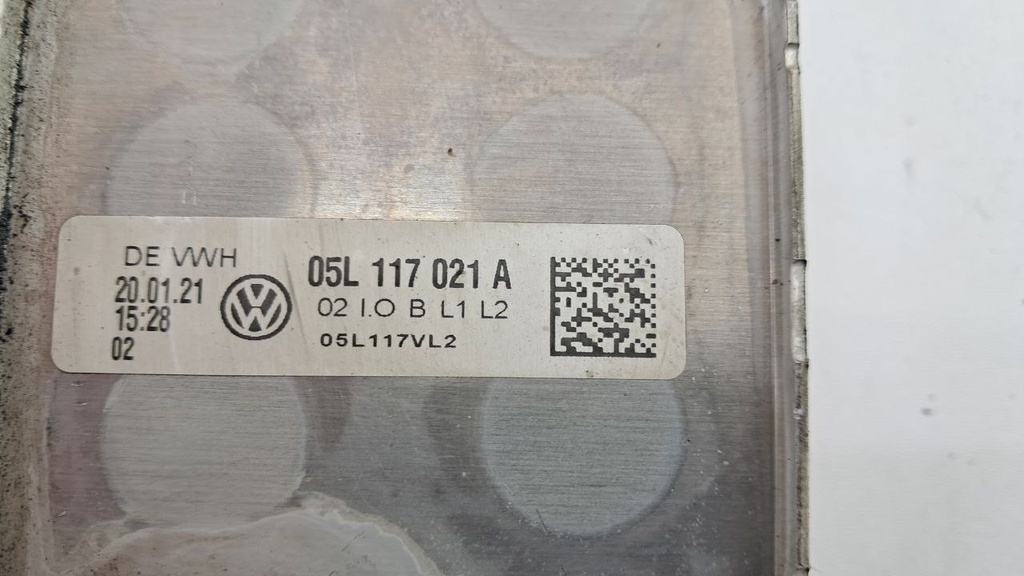 DE VWH
20.01.21
15:28
02
05L 117 021 A
02 I.O B L1 L2
05L117VL2